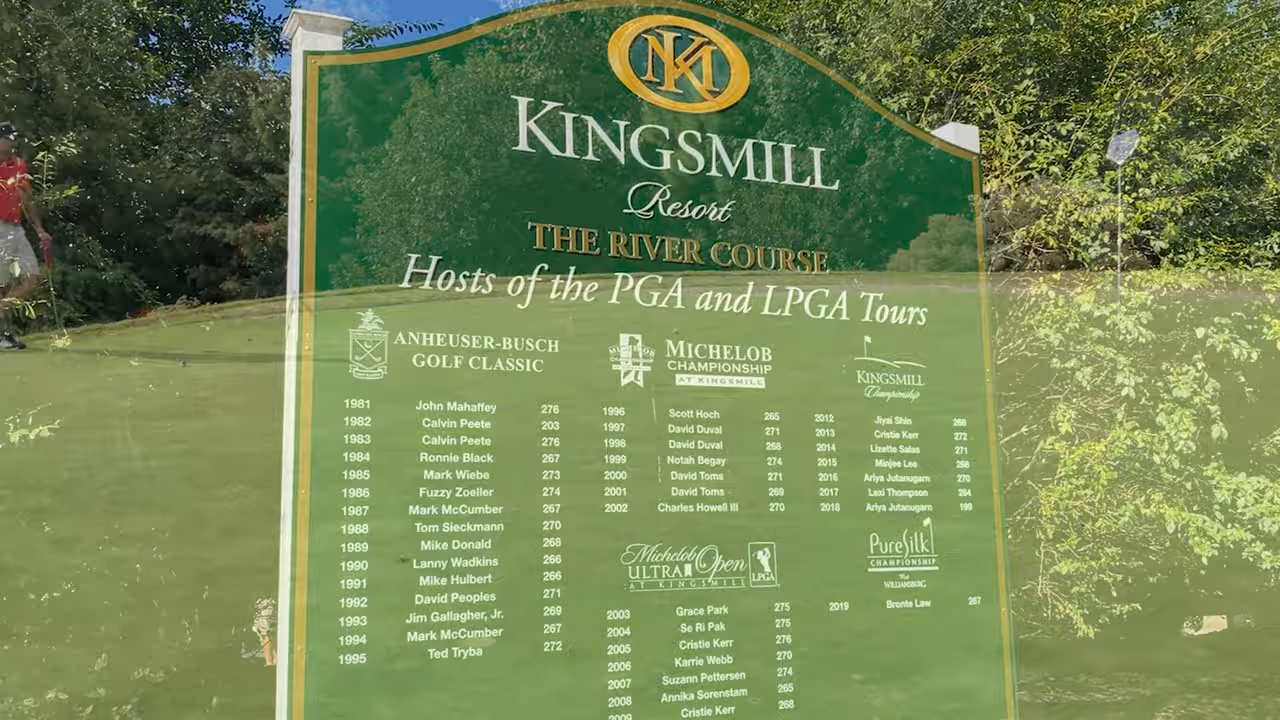 KM
KINGSMILL
Resort
THE RIVER COURSE
Hosts of the PGA and LPGA Tours
ANHEUSER-BUSCH
GOLF CLASSIC
1981 John Mahaffey 276
1982 Calvin Peete 203
1983 Calvin Peete 276
1984 Ronnie Black 267
1985 Mark Wiebe 273
1986 Fuzzy Zoeller 274
1987 Mark McCumber 267
1988 Tom Sieckmann 270
1989 Mike Donald 268
1990 Lanny Wadkins 266
1991 Mike Hulbert 266
1992 David Peoples 271
1993 Jim Gallagher, Jr. 269
1994 Mark McCumber 267
1995 Ted Tryba 272
MICHELOB
CHAMPIONSHIP
AT KINGSMILL
1996 Scott Hoch 265
1997 David Duval 271
1998 David Duval 268
1999 Notah Begay 274
2000 David Toms 271
2001 David Toms 269
2002 Charles Howell III 270
Michelob
ULTRA Open
AT KINGSMILL
LPGA
2003 Grace Park 275
2004 Se Ri Pak 275
2005 Cristie Kerr 276
2006 Karrie Webb 270
2007 Suzann Pettersen 274
2008 Annika Sorenstam 265
2009 Cristie Kerr 268
KINGSMILL
Championship
2012 Jiyai Shin 268
2013 Cristie Kerr 272
2014 Lizette Salas 271
2015 Minjee Lee 268
2016 Ariya Jutanugarn 270
2017 Lexi Thompson 264
2018 Ariya Jutanugarn 199
PureSilk
CHAMPIONSHIP
WILLIAMSBURG
2019 Bronte Law 267